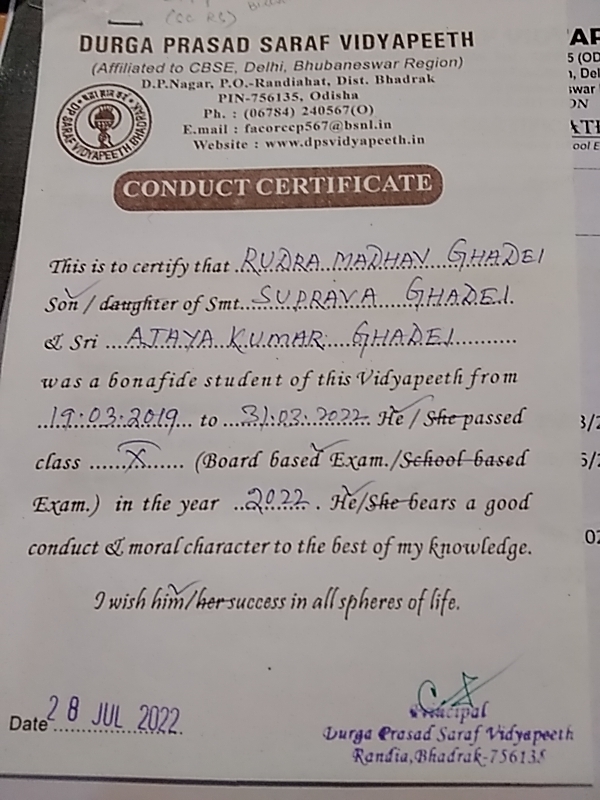 (CC RS)
DURGA PRASAD SARAF VIDYAPEETH
(Affiliated to CBSE, Delhi, Bhubaneswar Region)
D.P.Nagar, P.O.-Randiahat, Dist. Bhadrak
PIN-756135, Odisha
Ph. : (06784) 240567(O)
E.mail : facorccp567@bsnl.in
Website : www.dpsvidyapeeth.in
CONDUCT CERTIFICATE
This is to certify that RUDRA MADHAV GHADEI
Son / daughter of Smt. SUPRAVA GHADEI.
& Sri AJAYA KUMAR GHADEI
was a bonafide student of this Vidyapeeth from
19.03.2019 to 31.03.2022. He / She passed
class X (Board based Exam./School based
Exam.) in the year 2022. He/She bears a good
conduct & moral character to the best of my knowledge.
I wish him/her success in all spheres of life.
Date 28 JUL 2022
Principal
Durga Prasad Saraf Vidyapeeth
Randia, Bhadrak-756135